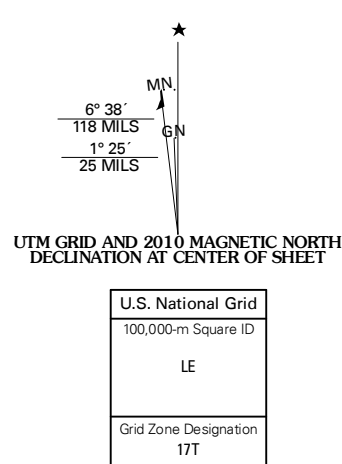 ★
MN.
6° 38´
118 MILS
GN
1° 25´
25 MILS
UTM GRID AND 2010 MAGNETIC NORTH
DECLINATION AT CENTER OF SHEET
U.S. National Grid
100,000-m Square ID
LE
Grid Zone Designation
17T